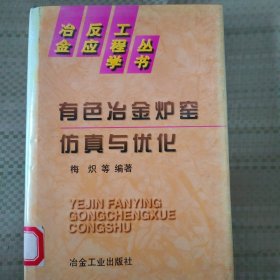 冶金反应工程学丛书
有色冶金炉窑
仿真与优化
梅炽等 编著
YEJIN FANYING
GONGCHENGXUE
CONGSHU
冶金工业出版社